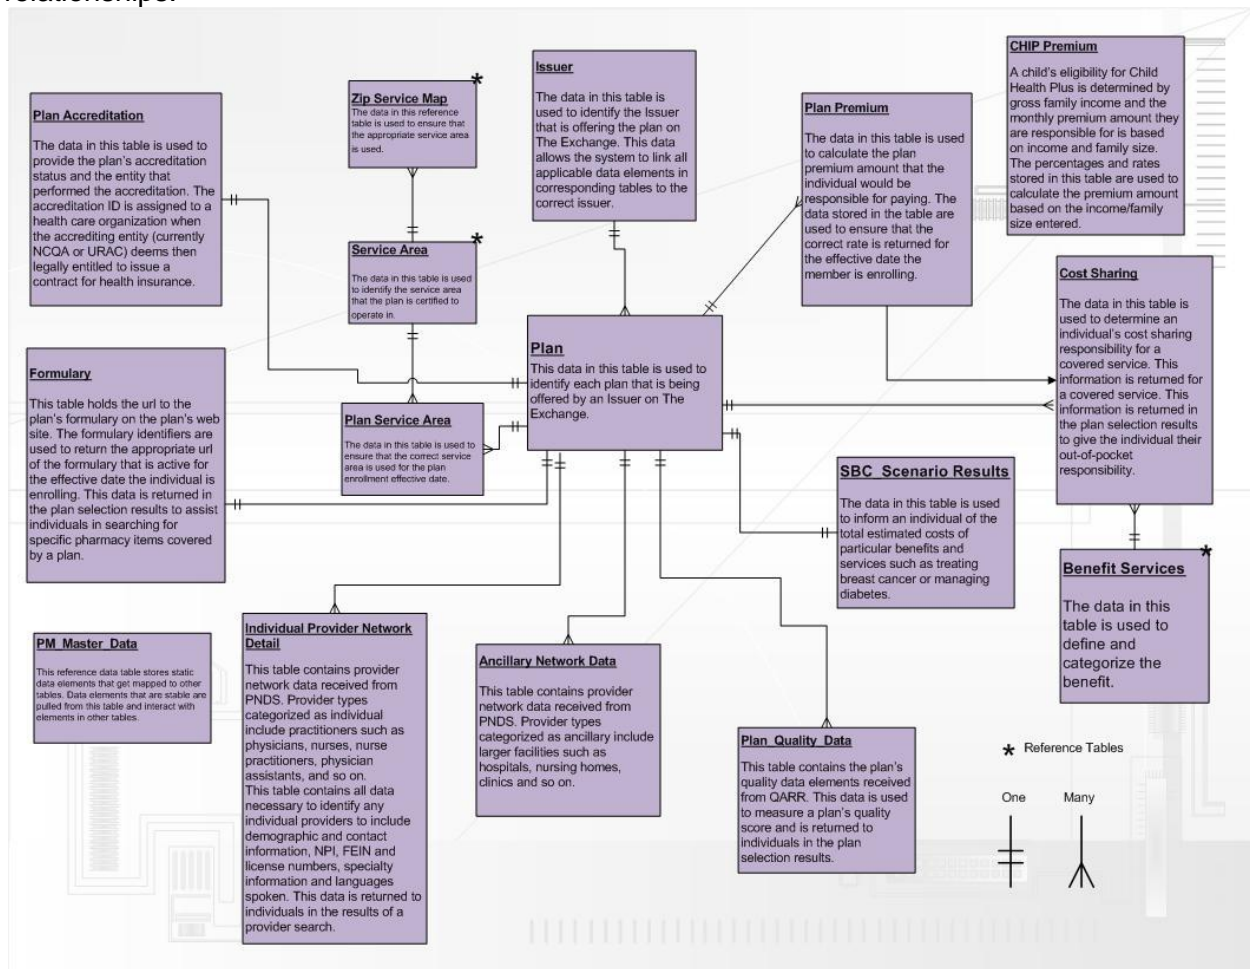 relationships.
Plan Accreditation
The data in this table is used to
provide the plan's accreditation
status and the entity that
performed the accreditation. The
accreditation ID is assigned to a
health care organization when
the accrediting entity (currently
NCQA or URAC) deems then
legally entitled to issue a
contract for health insurance.
Zip Service Map
The data in this reference
table is used to ensure that
the appropriate service area
is used.
*
Issuer
The data in this table is
used to identify the Issuer
that is offering the plan on
The Exchange. This data
allows the system to link all
applicable data elements in
corresponding tables to the
correct issuer.
Plan Premium
The data in this table is used
to calculate the plan
premium amount that the
individual would be
responsible for paying. The
data stored in the table are
used to ensure that the
correct rate is returned for
the effective date the
member is enrolling.
CHIP Premium
A child's eligibility for Child
Health Plus is determined by
gross family income and the
monthly premium amount they
are responsible for is based
on income and family size.
The percentages and rates
stored in this table are used to
calculate the premium amount
based on the income/family
size entered.
Service Area
The data in this table is used
to identify the service area
that the plan is certified to
operate in.
*
Cost Sharing
The data in this table is
used to determine an
individual's cost sharing
responsibility for a
covered service. This
information is returned for
a covered service. This
information is returned in
the plan selection results
to give the individual their
out-of-pocket
responsibility.
Plan
This data in this table is used to
identify each plan that is being
offered by an Issuer on The
Exchange.
Formulary
This table holds the url to the
plan's formulary on the plan's web
site. The formulary identifiers are
used to return the appropriate url
of the formulary that is active for
the effective date the individual is
enrolling. This data is returned in
the plan selection results to assist
individuals in searching for
specific pharmacy items covered
by a plan.
Plan Service Area
The data in this table is used to
ensure that the correct service
area is used for the plan
enrollment effective date.
SBC_Scenario Results
The data in this table is used
to inform an individual of the
total estimated costs of
particular benefits and
services such as treating
breast cancer or managing
diabetes.
Benefit Services
The data in this
table is used to
define and
categorize the
benefit.
*
PM_Master_Data
This reference data table stores static
data elements that get mapped to other
tables. Data elements that are stable are
pulled from this table and interact with
elements in other tables.
Individual Provider Network
Detail
This table contains provider
network data received from
PNDS. Provider types
categorized as individual
include practitioners such as
physicians, nurses, nurse
practitioners, physician
assistants, and so on.
This table contains all data
necessary to identify any
individual providers to include
demographic and contact
information, NPI, FEIN and
license numbers, specialty
information and languages
spoken. This data is returned to
individuals in the results of a
provider search.
Ancillary Network Data
This table contains provider
network data received from
PNDS. Provider types
categorized as ancillary include
larger facilities such as
hospitals, nursing homes,
clinics and so on.
Plan_Quality_Data
This table contains the plan's
quality data elements received
from QARR. This data is used
to measure a plan's quality
score and is returned to
individuals in the plan
selection results.
* Reference Tables
One
Many